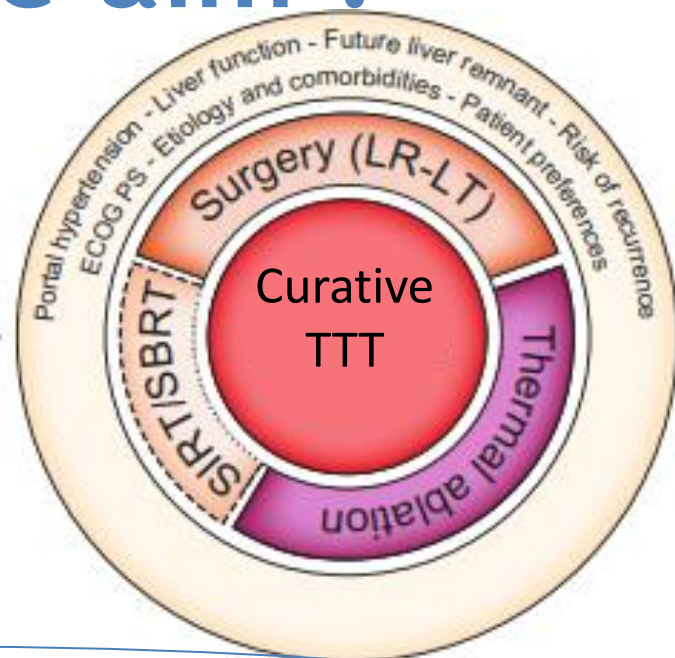 Portal hypertension - Liver function - Future liver remnant - Risk of recurrence
ECOG PS - Etiology and comorbidities - Patient preferences
Surgery (LR-LT)
Curative
TTT
SIRT/SBRT
Thermal ablation